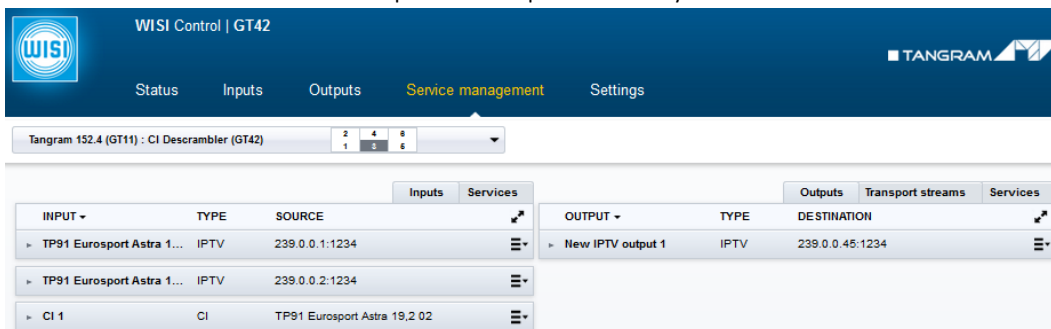 WISI Control | GT42
WISI
TANGRAM
Status Inputs Outputs Service management Settings
Tangram 152.4 (GT11) : CI Descrambler (GT42)
2 4 6
1 3 5
Inputs Services
INPUT TYPE SOURCE
TP91 Eurosport Astra 1... IPTV 239.0.0.1:1234
TP91 Eurosport Astra 1... IPTV 239.0.0.2:1234
CI 1 CI TP91 Eurosport Astra 19,2 02
Outputs Transport streams Services
OUTPUT TYPE DESTINATION
New IPTV output 1 IPTV 239.0.0.45:1234